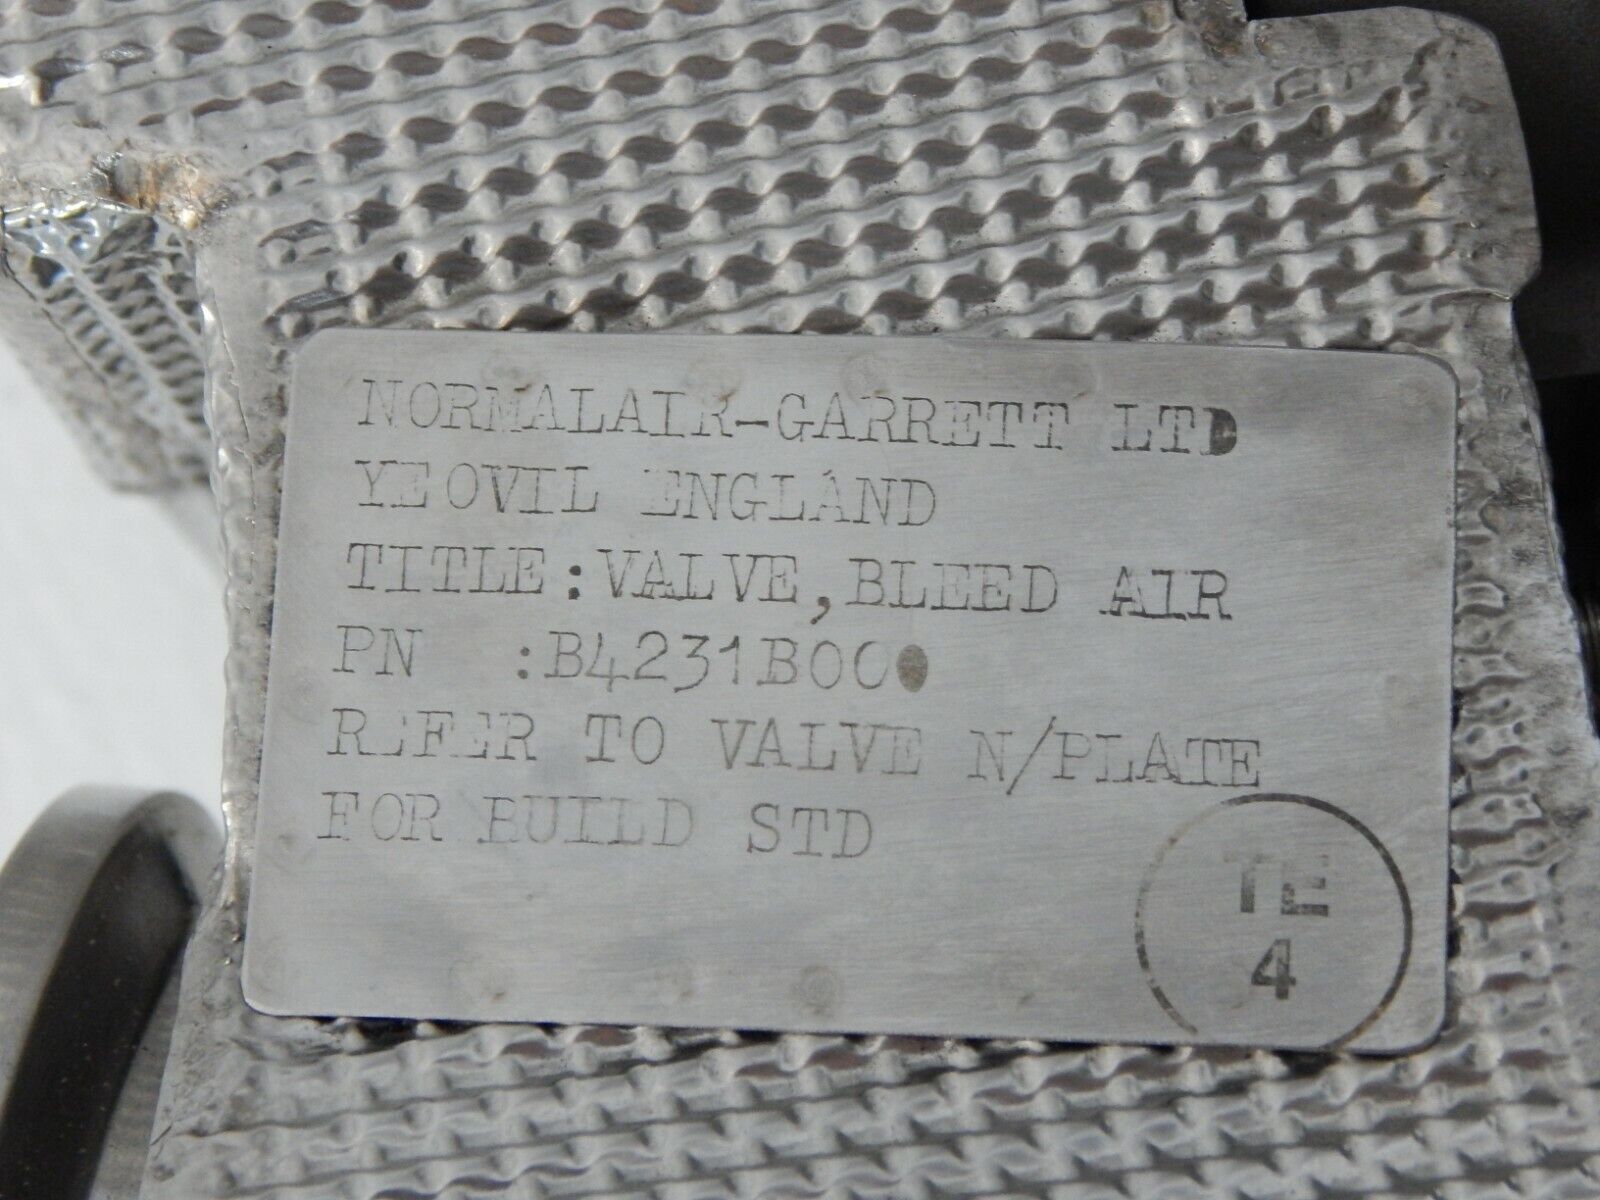 NORMALAIR-GARRETT LTD
YEOVIL ENGLAND
TITLE:VALVE,BLEED AIR
PN :B4231B000
REFER TO VALVE N/PLATE
FOR BUILD STD
TE
4